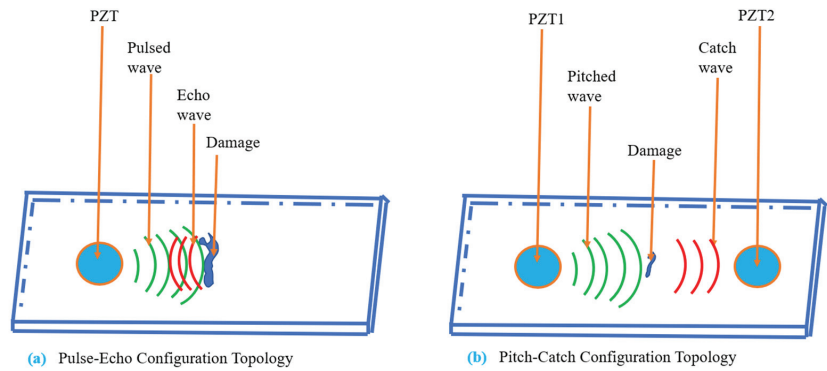 PZT
Pulsed
wave
Echo
wave
Damage
(a) Pulse-Echo Configuration Topology
PZT1
PZT2
Pitched
wave
Catch
wave
Damage
(b) Pitch-Catch Configuration Topology